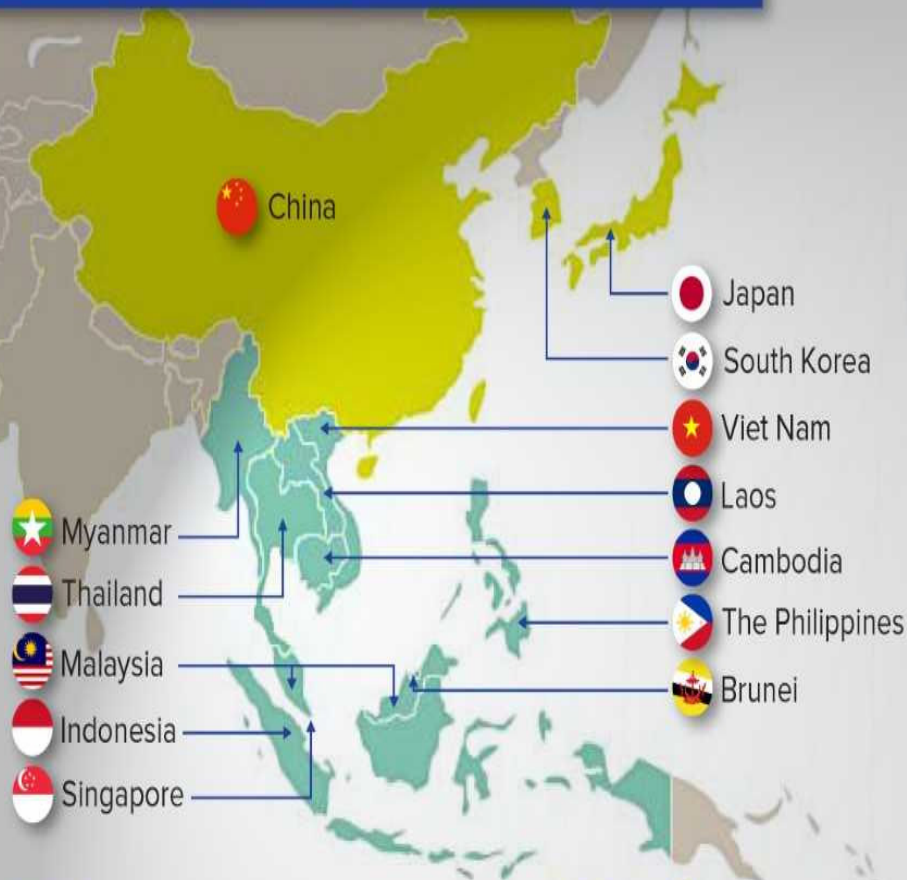 China
Japan
South Korea
Viet Nam
Laos
Cambodia
The Philippines
Brunei
Myanmar
Thailand
Malaysia
Indonesia
Singapore